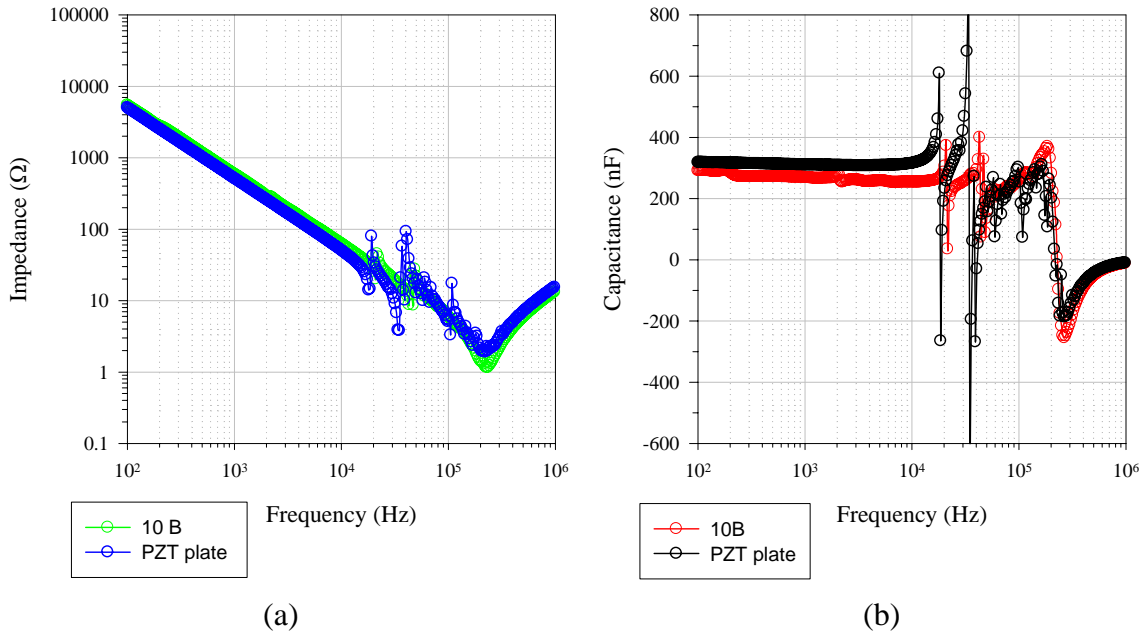 100000
10000
1000
100
10
1
0.1
Impedance (Ω)
10² 10³ 10⁴ 10⁵ 10⁶
Frequency (Hz)
10 B
PZT plate
(a)
800
600
400
200
0
-200
-400
-600
Capacitance (nF)
10² 10³ 10⁴ 10⁵ 10⁶
Frequency (Hz)
10B
PZT plate
(b)